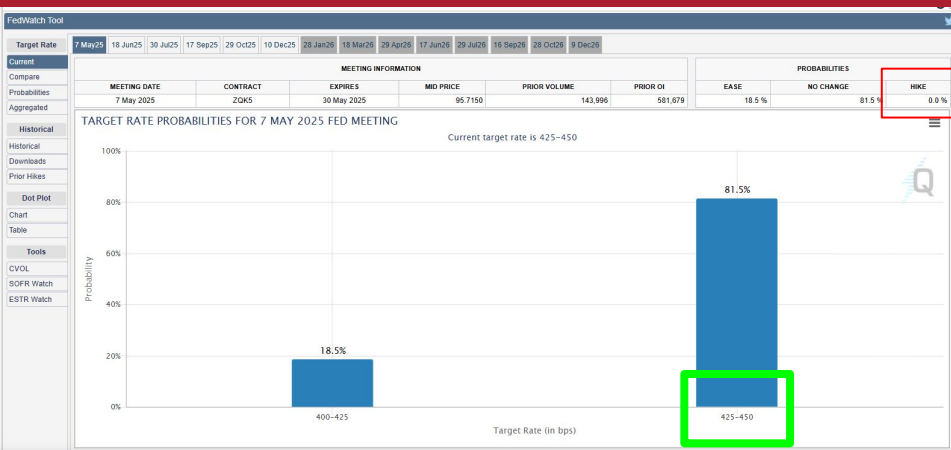 FedWatch Tool
Target Rate
Current
Compare
Probabilities
Aggregated
Historical
Historical
Downloads
Prior Hikes
Dot Plot
Chart
Table
Tools
CVOL
SOFR Watch
ESTR Watch
7 May25 18 Jun25 30 Jul25 17 Sep25 29 Oct25 10 Dec25 28 Jan26 18 Mar26 29 Apr26 17 Jun26 29 Jul26 16 Sep26 28 Oct26 9 Dec26
MEETING INFORMATION PROBABILITIES
MEETING DATE CONTRACT EXPIRES MID PRICE PRIOR VOLUME PRIOR OI EASE NO CHANGE HIKE
7 May 2025 ZQK5 30 May 2025 95.7150 143,996 581,679 18.5 % 81.5 % 0.0 %
TARGET RATE PROBABILITIES FOR 7 MAY 2025 FED MEETING
Current target rate is 425-450
100%
80%
60%
40%
20%
0%
Probability
18.5%
81.5%
400-425 425-450
Target Rate (in bps)
Q